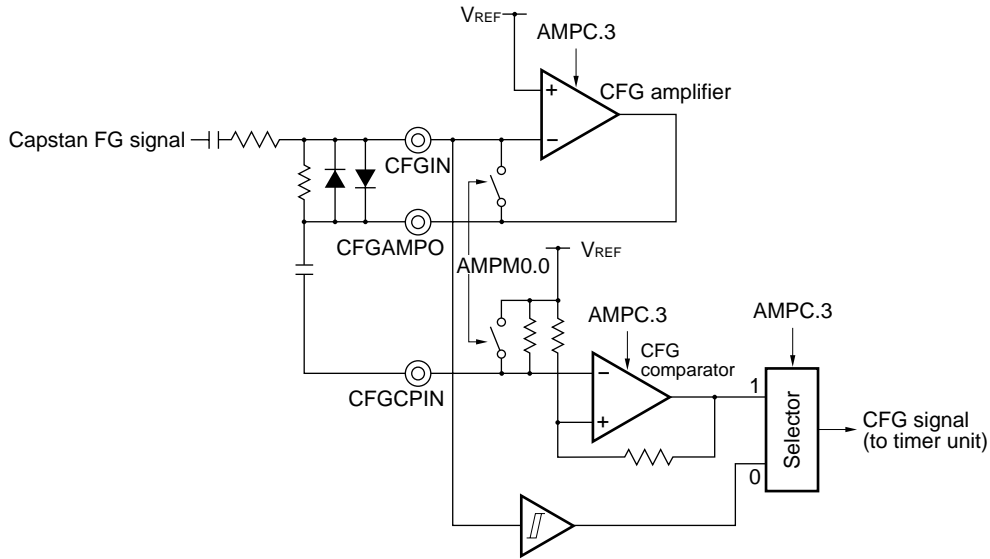 VREF
AMPC.3
+
CFG amplifier
Capstan FG signal
−
CFGIN
CFGAMPO
AMPM0.0
VREF
AMPC.3
AMPC.3
CFG
comparator
−
CFGCPIN
1
+
Selector
CFG signal
(to timer unit)
0